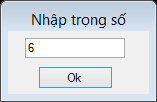 Nhập trọng số
6
Ok